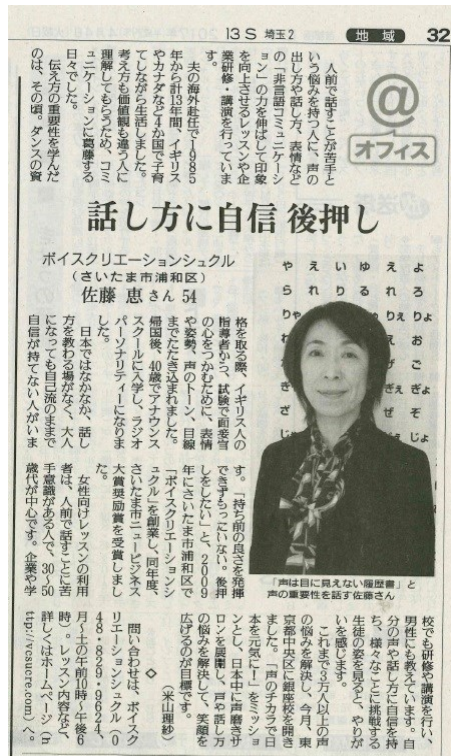 13S 埼玉2 地域 32
@
オフィス
話し方に自信 後押し
ボイスクリエーションシュクル
(さいたま市浦和区)
佐藤 恵さん 54
人前で話すことが苦手と
いう悩みを持つ人に、声の
出し方や話し方、表情など
の「非言語コミュニケーシ
ョン」の力を伸ばして印象
を向上させるレッスンや企
業研修・講演を行っていま
す。
夫の海外赴任で1985
年から計13年間、イギリス
やカナダなど4か国で子育
てしながら生活しました。
考え方も価値観も違う人に
理解してもらうため、コミ
ュニケーションに葛藤する
日々でした。
伝え方の重要性を学んだ
のは、その頃。ダンスの資
格を取る際、イギリス人の
指導者から、試験で面接官
の心をつかむために、表情
や姿勢、声のトーン、目線
までたたき込まれました。
帰国後、40歳でアナウンス
スクールに入学し、ラジオ
パーソナリティーになりま
した。
日本ではなかなか、話し
方を教わる場がなく、大人
になっても自己流のままで
自信が持てない人がいま
す。「持ち前の良さを発揮
できずもったいない。後押
しをしたい」と、2009
年にさいたま市浦和区で
「ボイスクリエーションシ
ュクル」を創業し、同年度、
さいたま市ニュービジネス
大賞奨励賞を受賞しまし
た。
女性向けレッスンの利用
者は、人前で話すことに苦
手意識がある人で、30〜50
歳代が中心です。企業や学
「声は目に見えない履歴書」と
声の重要性を話す佐藤さん
校でも研修や講演を行い、
男性にも教えています。自
分の声や話し方に自信を持
ち、様々なことに挑戦する
生徒の姿を見ると、やりが
いを感じます。
これまで3万人以上の声
の悩みを解決し、今月、東
京都中央区に銀座校を開き
ました。「声のチカラで日
本を元気に!」をミッショ
ンとし、日本中に声磨きサ
ロンを展開し、声や話し方
の悩みを解決して、笑顔を
広げるのが目標です。
(米山理紗)
◇
問い合わせは、ボイスク
リエーションシュクル(0
48・829・9624、
月〜土の午前10時〜午後6
時)。レッスン内容など、
詳しくはホームページ(h
ttp://vcsucre.com)へ。